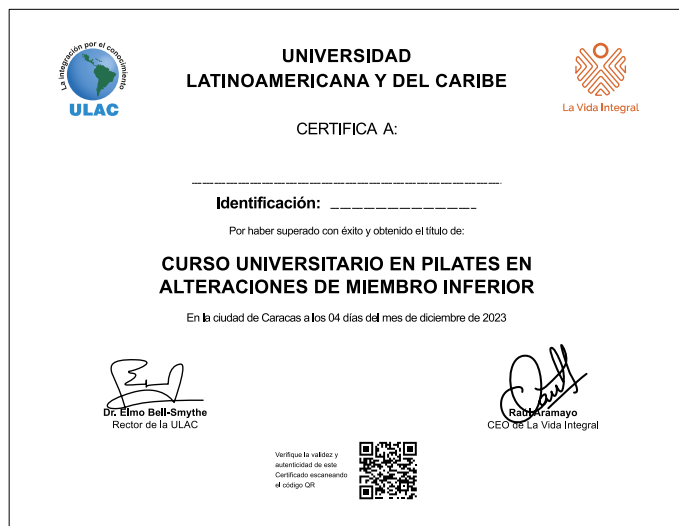 La integración por el conocimiento
ULAC
UNIVERSIDAD
LATINOAMERICANA Y DEL CARIBE
La Vida Integral
CERTIFICA A:
Identificación:
Por haber superado con éxito y obtenido el título de:
CURSO UNIVERSITARIO EN PILATES EN
ALTERACIONES DE MIEMBRO INFERIOR
En la ciudad de Caracas a los 04 días del mes de diciembre de 2023
Dr. Elmo Bell-Smythe
Rector de la ULAC
Raúl Aramayo
CEO de La Vida Integral
Verifique la validez y
autenticidad de este
Certificado escaneando
el código QR